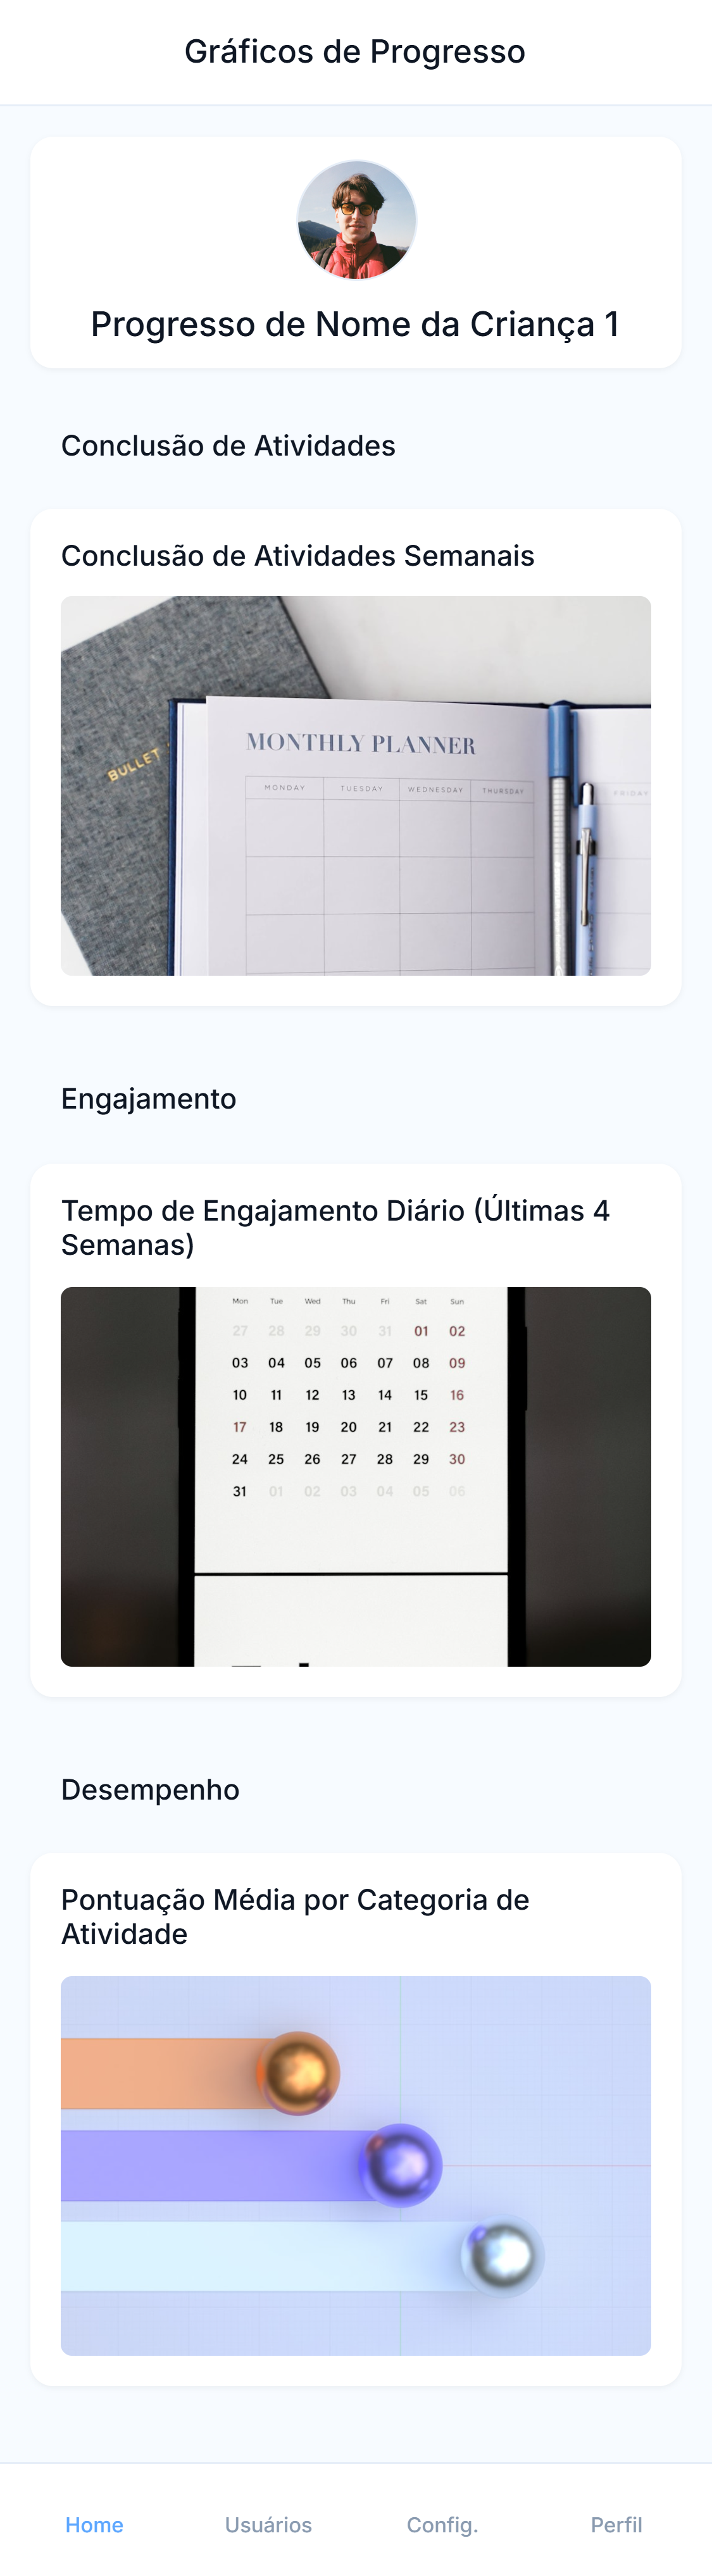 Gráficos de Progresso
Progresso de Nome da Criança 1
Conclusão de Atividades
Conclusão de Atividades Semanais
BULLET
MONTHLY PLANNER
MONDAY TUESDAY WEDNESDAY THURSDAY FRIDAY
Engajamento
Tempo de Engajamento Diário (Últimas 4
Semanas)
Mon Tue Wed Thu Fri Sat Sun
27 28 29 30 31 01 02
03 04 05 06 07 08 09
10 11 12 13 14 15 16
17 18 19 20 21 22 23
24 25 26 27 28 29 30
31 01 02 03 04 05 06
Desempenho
Pontuação Média por Categoria de
Atividade
Home Usuários Config. Perfil